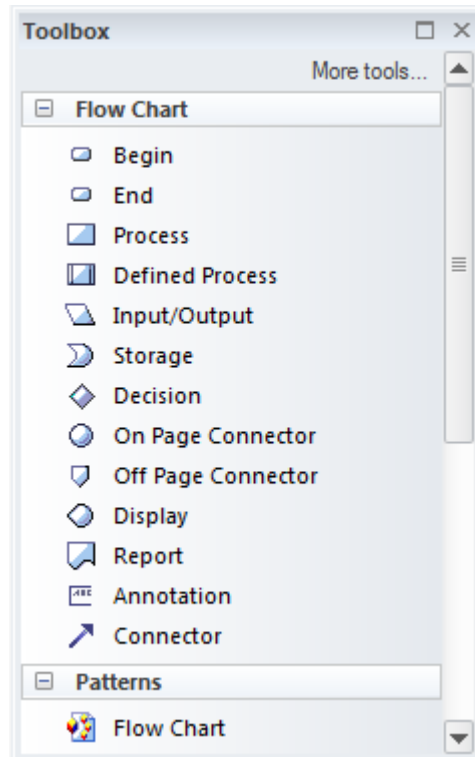 Toolbox
More tools...
Flow Chart
Begin
End
Process
Defined Process
Input/Output
Storage
Decision
On Page Connector
Off Page Connector
Display
Report
Annotation
Connector
Patterns
Flow Chart